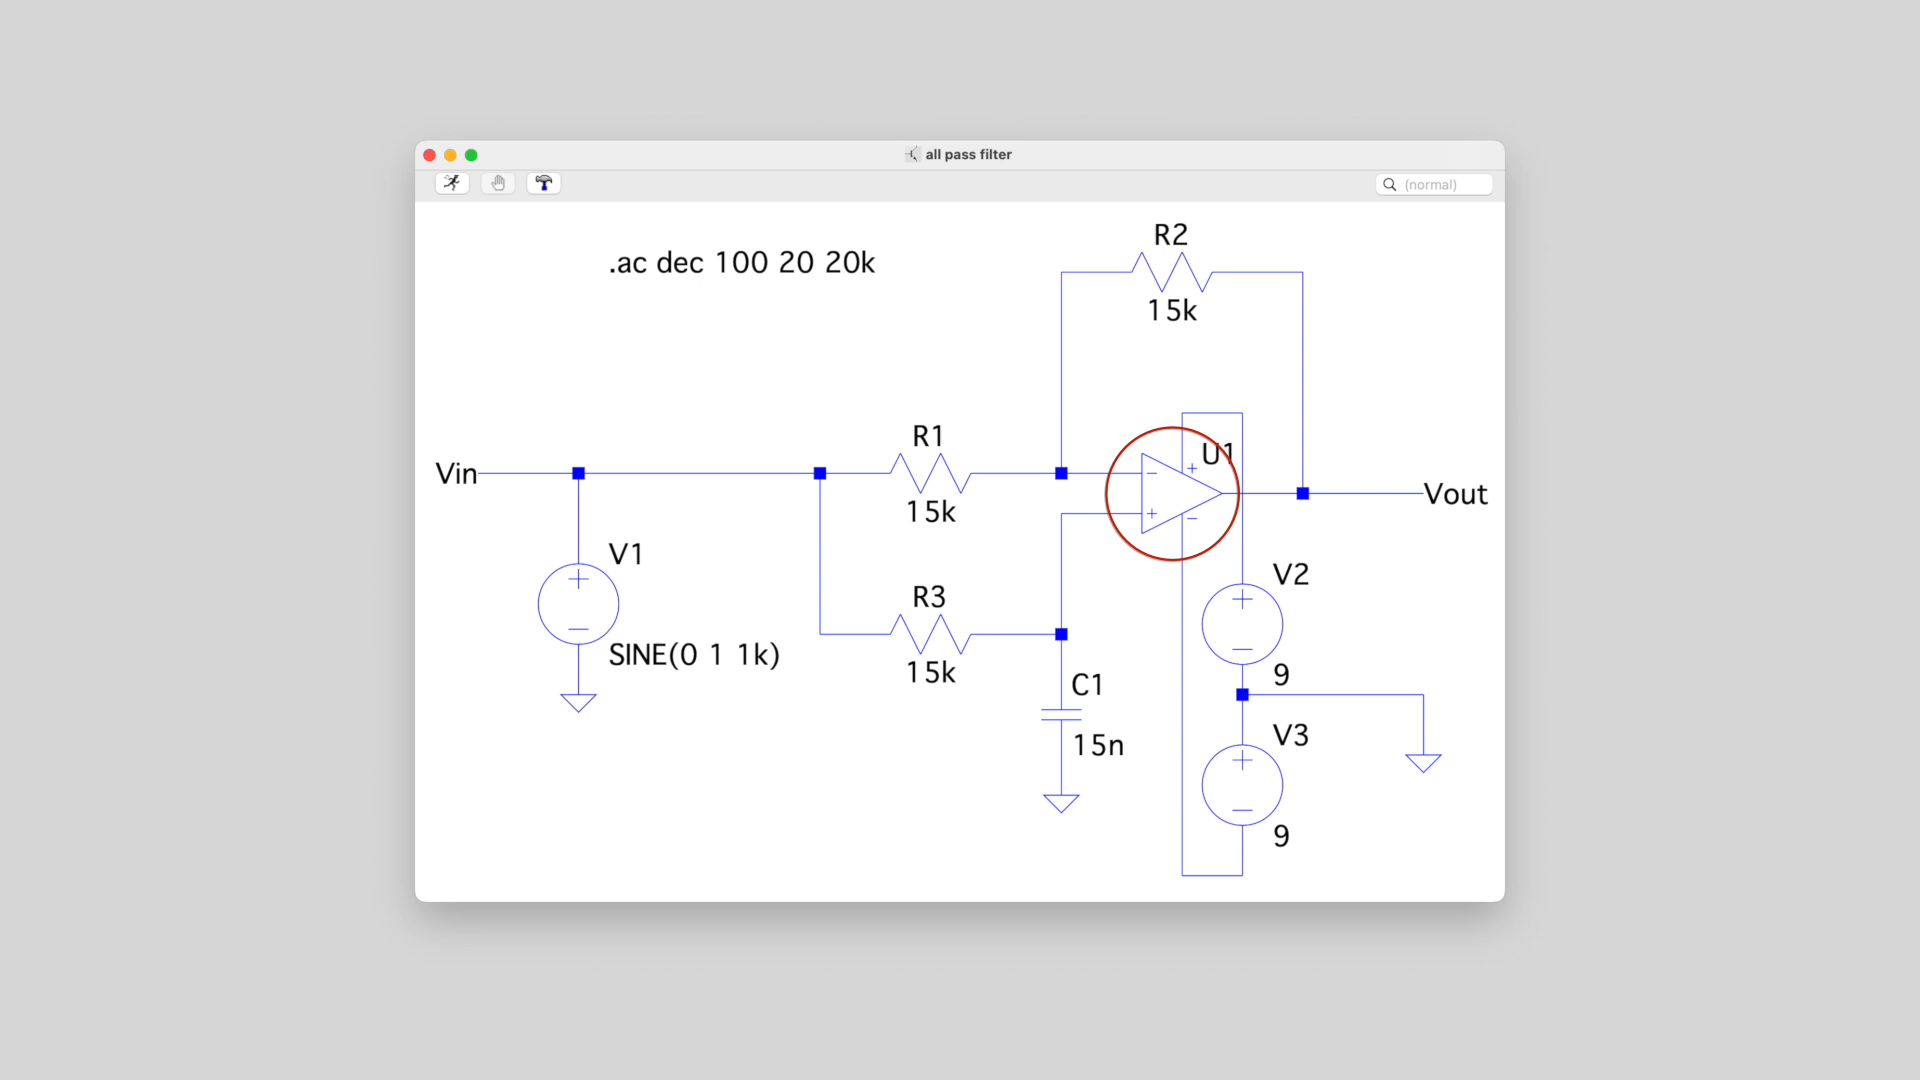 all pass filter
(normal)
.ac dec 100 20 20k
R2
15k
R1
15k
U1
Vin
Vout
V1
SINE(0 1 1k)
R3
15k
V2
9
C1
15n
V3
9